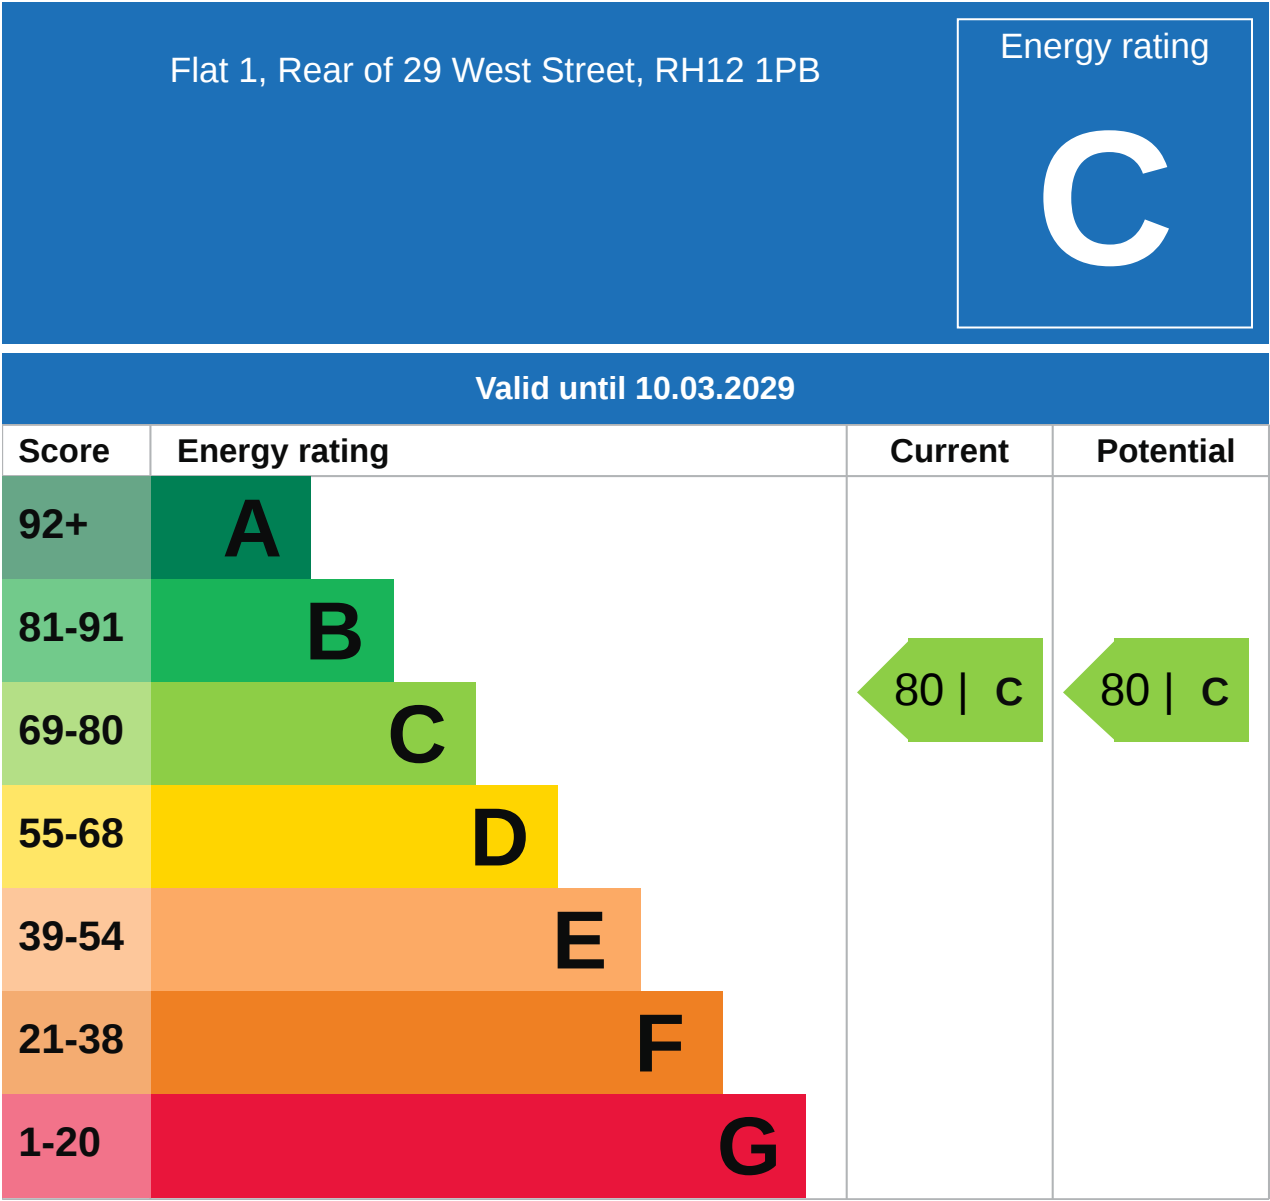 Flat 1, Rear of 29 West Street, RH12 1PB
Energy rating
C
Valid until 10.03.2029
Score Energy rating Current Potential
92+ A
81-91 B
69-80 C
80 | C 80 | C
55-68 D
39-54 E
21-38 F
1-20 G